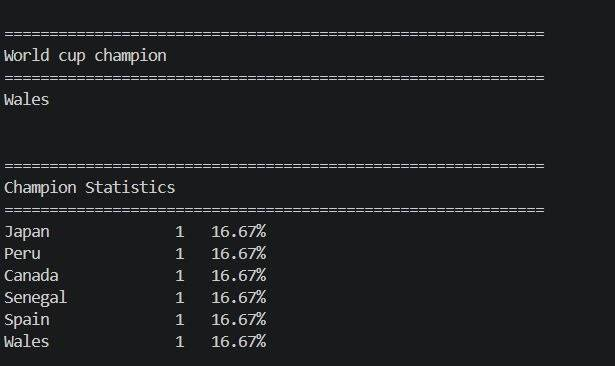 ============================================================
World cup champion
============================================================
Wales
============================================================
Champion Statistics
============================================================
Japan              1   16.67%
Peru               1   16.67%
Canada             1   16.67%
Senegal            1   16.67%
Spain              1   16.67%
Wales              1   16.67%